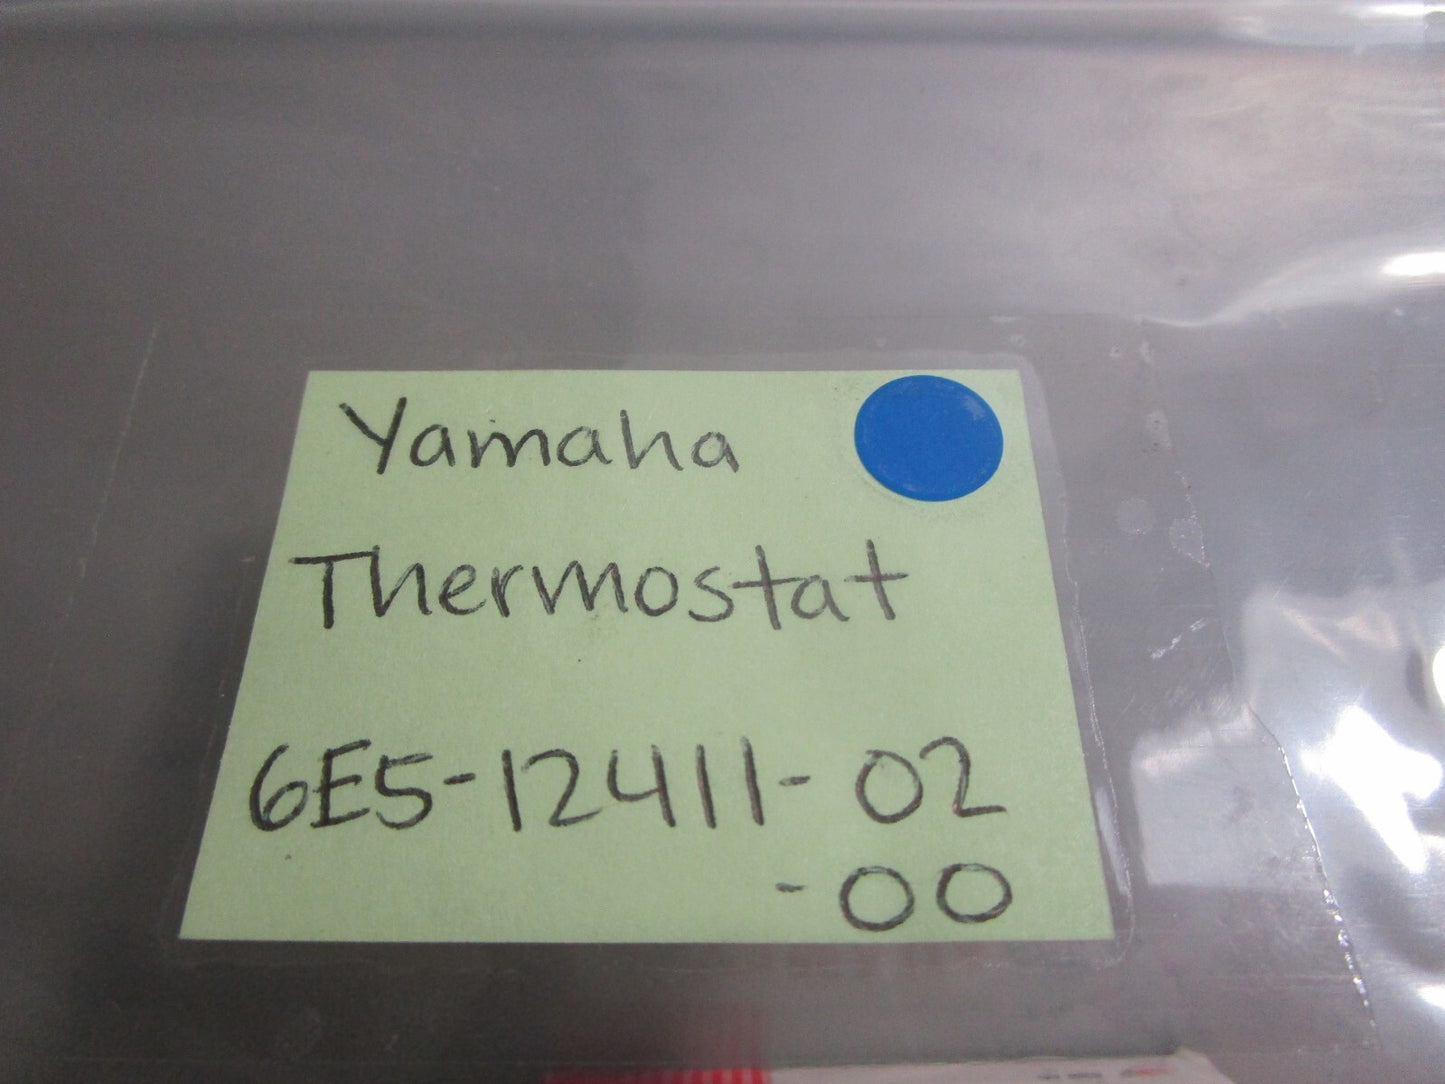 Yamaha
Thermostat
6E5-12411-02
-00